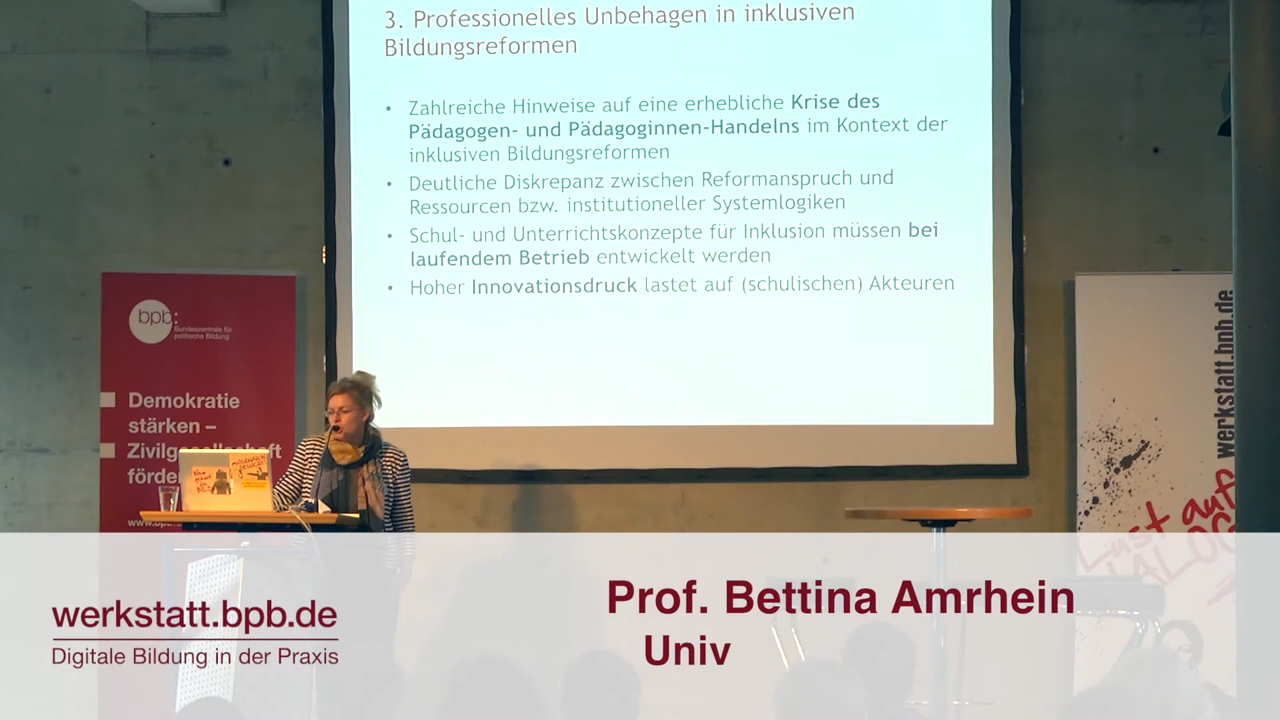 3. Professionelles Unbehagen in inklusiven
Bildungsreformen
• Zahlreiche Hinweise auf eine erhebliche Krise des
Pädagogen- und Pädagoginnen-Handelns im Kontext der
inklusiven Bildungsreformen
• Deutliche Diskrepanz zwischen Reformanspruch und
Ressourcen bzw. institutioneller Systemlogiken
• Schul- und Unterrichtskonzepte für Inklusion müssen bei
laufendem Betrieb entwickelt werden
• Hoher Innovationsdruck lastet auf (schulischen) Akteuren
bpb:
Bundeszentrale für
politische Bildung
Demokratie
stärken –
förde
werkstatt.bpb.de
Lust auf
werkstatt.bpb.de
Digitale Bildung in der Praxis
Prof. Bettina Amrhein
Univ